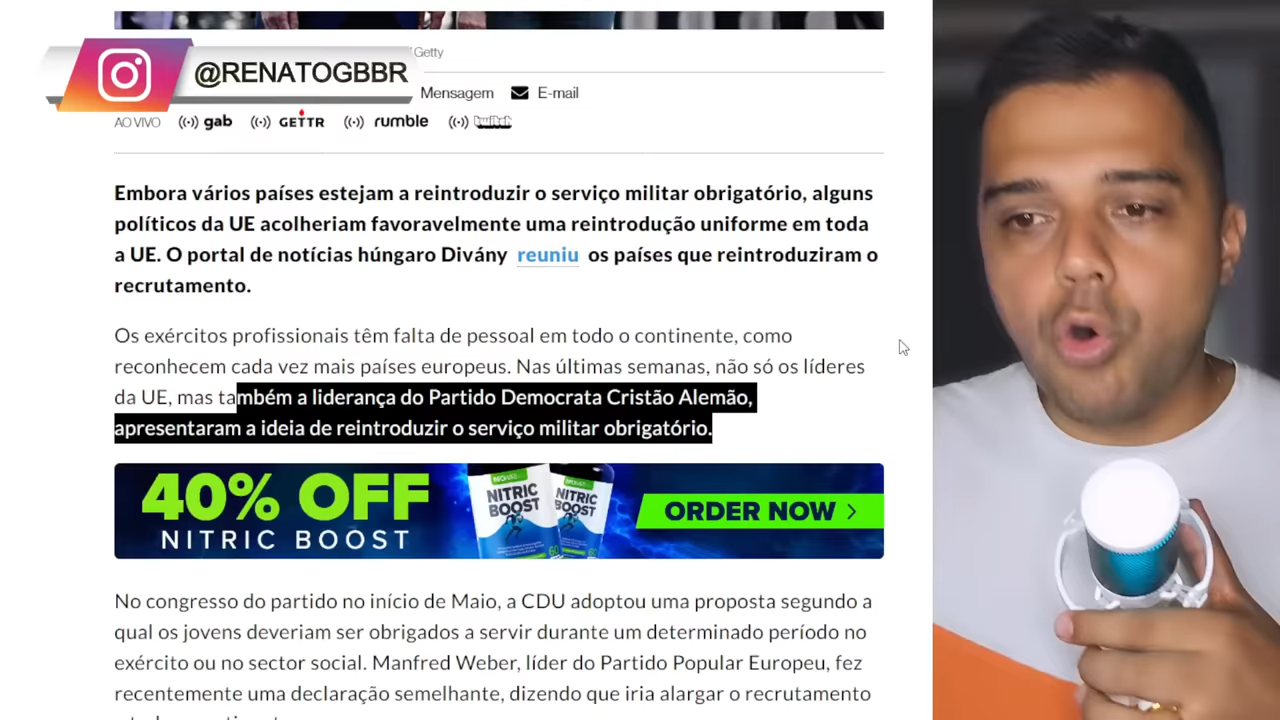 Getty
@RENATOGBBR
Mensagem E-mail
AO VIVO gab GETTR rumble twitch
Embora vários países estejam a reintroduzir o serviço militar obrigatório, alguns
políticos da UE acolheriam favoravelmente uma reintrodução uniforme em toda
a UE. O portal de notícias húngaro Divány reuniu os países que reintroduziram o
recrutamento.
Os exércitos profissionais têm falta de pessoal em todo o continente, como
reconhecem cada vez mais países europeus. Nas últimas semanas, não só os líderes
da UE, mas também a liderança do Partido Democrata Cristão Alemão,
apresentaram a ideia de reintroduzir o serviço militar obrigatório.
40% OFF
NITRIC BOOST
NITRIC
BOOST
NITRIC
BOOST
ORDER NOW >
No congresso do partido no início de Maio, a CDU adoptou uma proposta segundo a
qual os jovens deveriam ser obrigados a servir durante um determinado período no
exército ou no sector social. Manfred Weber, líder do Partido Popular Europeu, fez
recentemente uma declaração semelhante, dizendo que iria alargar o recrutamento